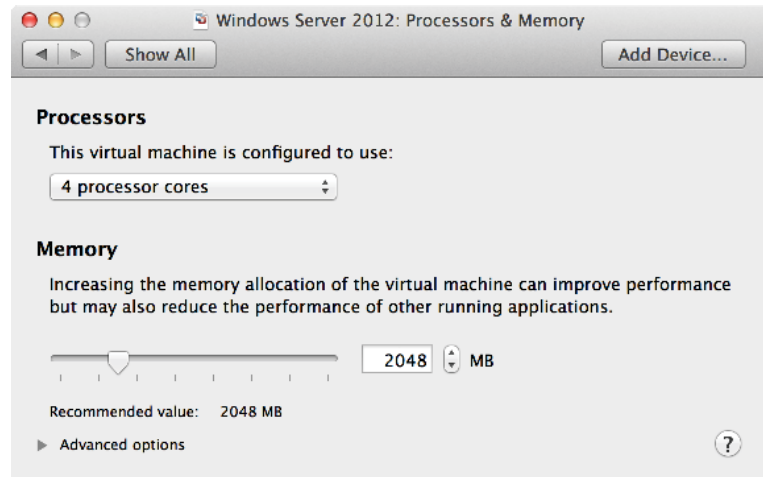 Windows Server 2012: Processors & Memory
Show All
Add Device...
Processors
This virtual machine is configured to use:
4 processor cores
Memory
Increasing the memory allocation of the virtual machine can improve performance
but may also reduce the performance of other running applications.
2048 MB
Recommended value: 2048 MB
Advanced options
?